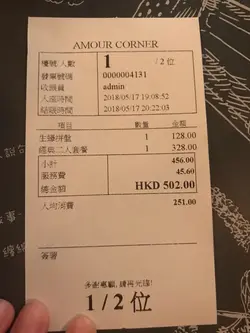 AMOUR CORNER
檯號/人數 1 / 2 位
發票號碼 0000004131
收銀員 admin
入座時間 2018/05/17 19:08:52
結賬時間 2018/05/17 20:22:03
項目 數量 金額
生蠔拼盤 1 128.00
經典二人套餐 1 328.00
小計 456.00
服務費 45.60
總金額 HKD 502.00
人均消費 251.00
簽署
多謝惠顧,請再光臨!
1 / 2 位